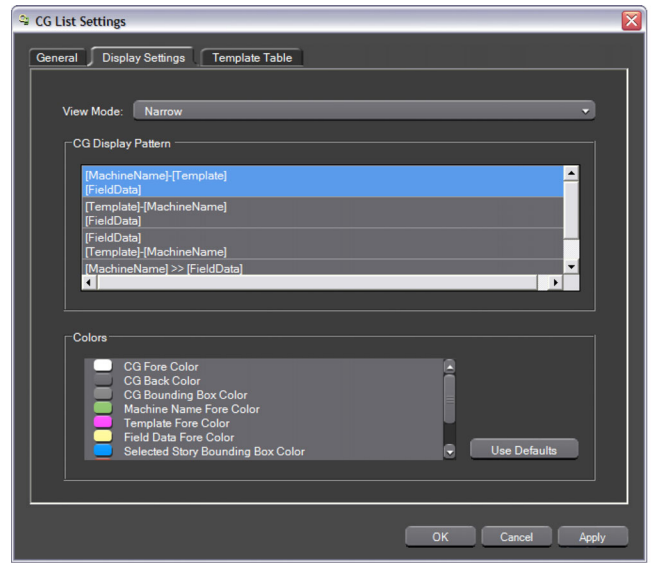 CG List Settings
General Display Settings Template Table
View Mode: Narrow
CG Display Pattern
[MachineName]-[Template]
[FieldData]
[Template]-[MachineName]
[FieldData]
[FieldData]
[Template]-[MachineName]
[MachineName] >> [FieldData]
Colors
CG Fore Color
CG Back Color
CG Bounding Box Color
Machine Name Fore Color
Template Fore Color
Field Data Fore Color
Selected Story Bounding Box Color
Use Defaults
OK Cancel Apply